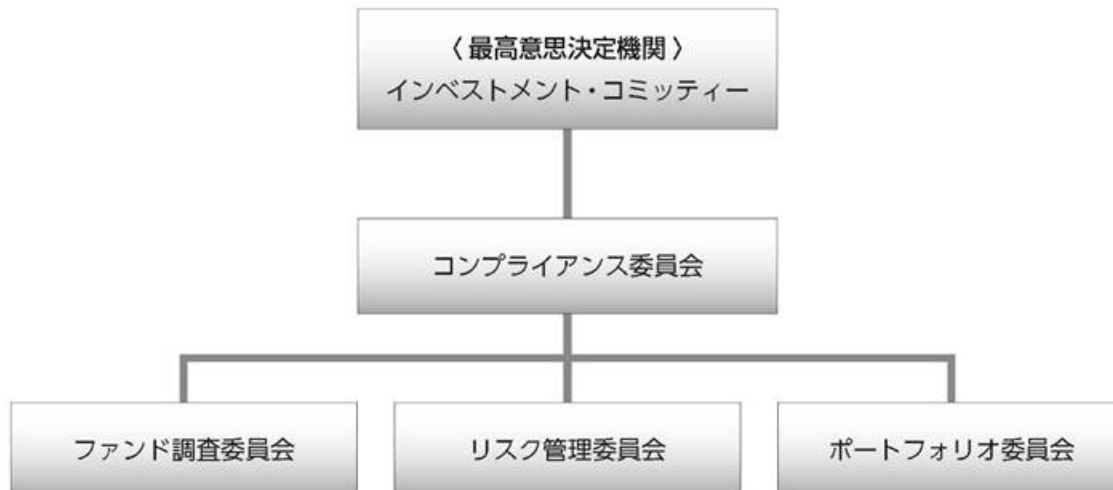 〈 最高意思決定機関 〉
インベストメント・コミッティー
コンプライアンス委員会
ファンド調査委員会
リスク管理委員会
ポートフォリオ委員会